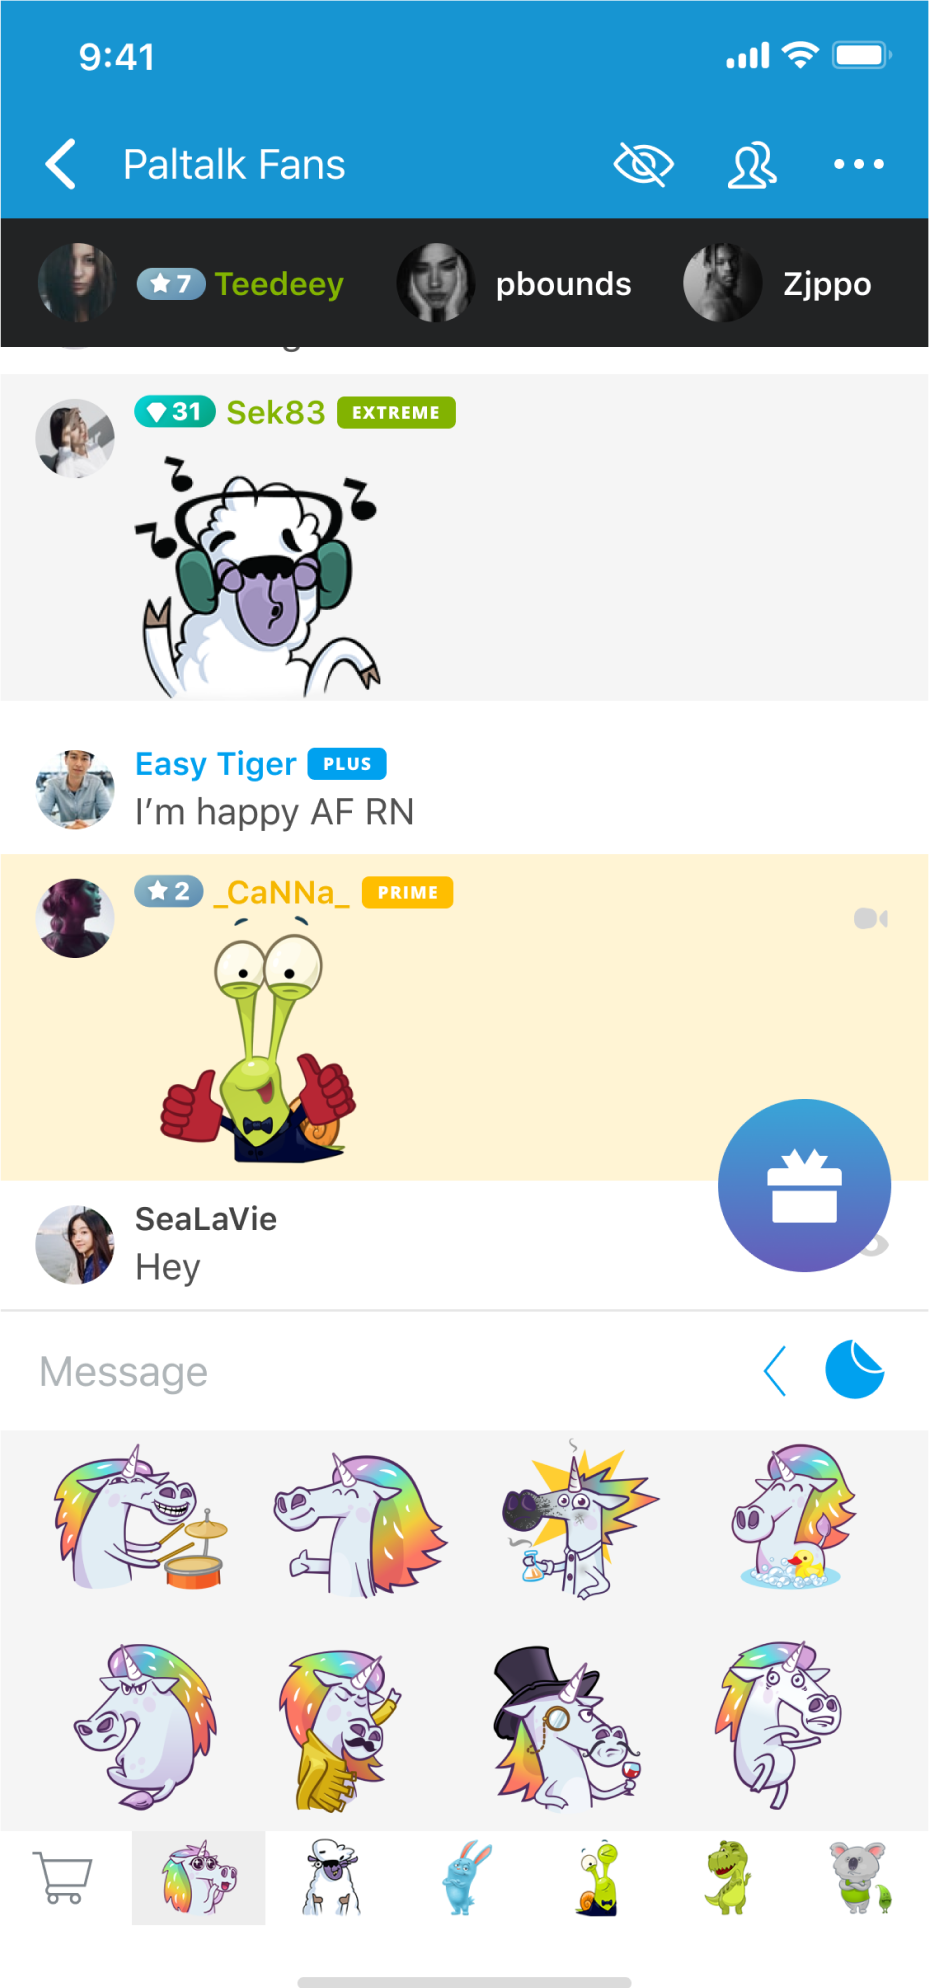 9:41
Paltalk Fans
7 Teedeey pbounds Zjppo
31 Sek83 EXTREME
Easy Tiger PLUS
I’m happy AF RN
2 _CaNNa_ PRIME
SeaLaVie
Hey
Message